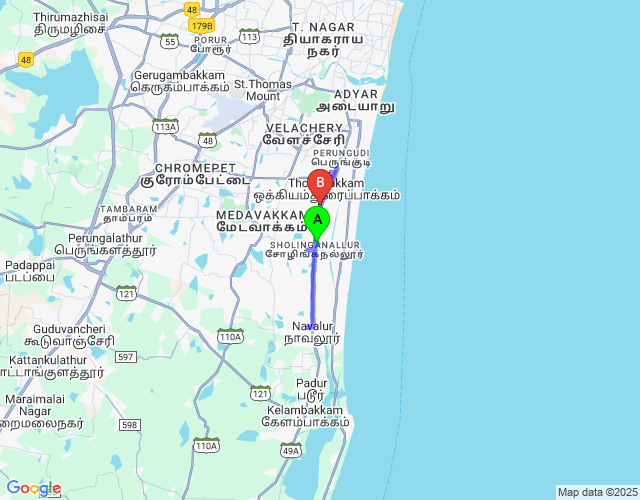 Thirumazhisai
திருமழிசை
48
179B
PORUR
போரூர்
55
113
T. NAGAR
தியாகராய
நகர்
48
Gerugambakkam
கெருகம்பாக்கம்
St.Thomas
Mount
ADYAR
அடையாறு
113A
48
VELACHERY
வேளச்சேரி
PERUNGUDI
பெருங்குடி
CHROMEPET
குரோம்பேட்டை
B
ஒக்கியம்துரைப்பாக்கம்
TAMBARAM
தாம்பரம்
MEDAVAKKAM
மேடவாக்கம்
A
Perungalathur
பெருங்களத்தூர்
SHOLINGANALLUR
சோழிங்கநல்லூர்
Padappai
படப்பை
121
Guduvancheri
கூடுவாஞ்சேரி
110A
Navalur
நாவலூர்
597
Kattankulathur
ட்டாங்குளத்தூர்
121
Padur
படூர்
Maraimalai
Nagar
றைமலைநகர்
598
Kelambakkam
கேளம்பாக்கம்
110A
49A
Google
Map data ©2025